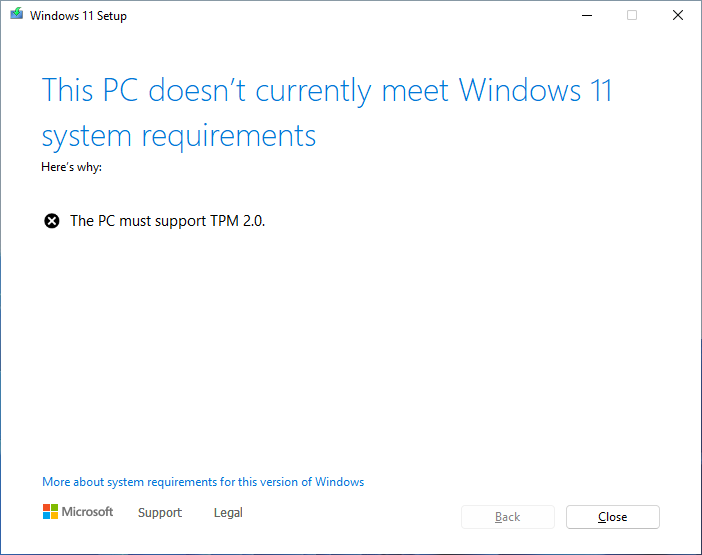 Windows 11 Setup
This PC doesn’t currently meet Windows 11
system requirements
Here’s why:
The PC must support TPM 2.0.
More about system requirements for this version of Windows
Microsoft Support Legal Back Close